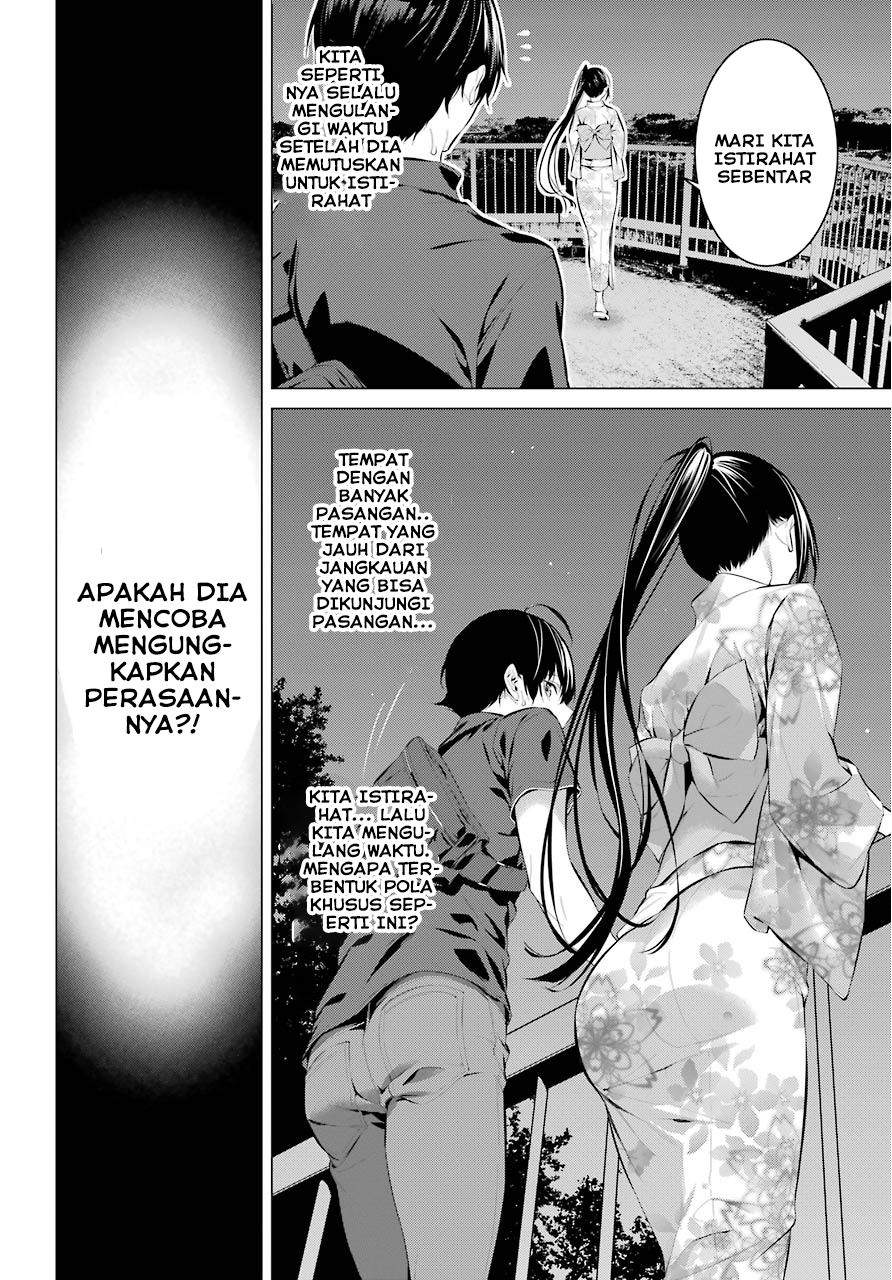 MARI KITA
ISTIRAHAT
SEBENTAR
KITA
SEPERTI
NYA SELALU
MENGULAN-
GI WAKTU
SETELAH DIA
MEMUTUSKAN
UNTUK ISTI-
RAHAT
TEMPAT
DENGAN
BANYAK
PASANGAN..
TEMPAT YANG
JAUH DARI
JANGKAUAN
YANG BISA
DIKUNJUNGI
PASANGAN...
KITA ISTIRA-
HAT... LALU
KITA MENGU-
LANG WAKTU.
MENGAPA TER-
BENTUK POLA
KHUSUS SEP-
ERTI INI?
APAKAH DIA
MENCOBA
MENGUNG-
KAPKAN
PERASAAN-
NYA?!